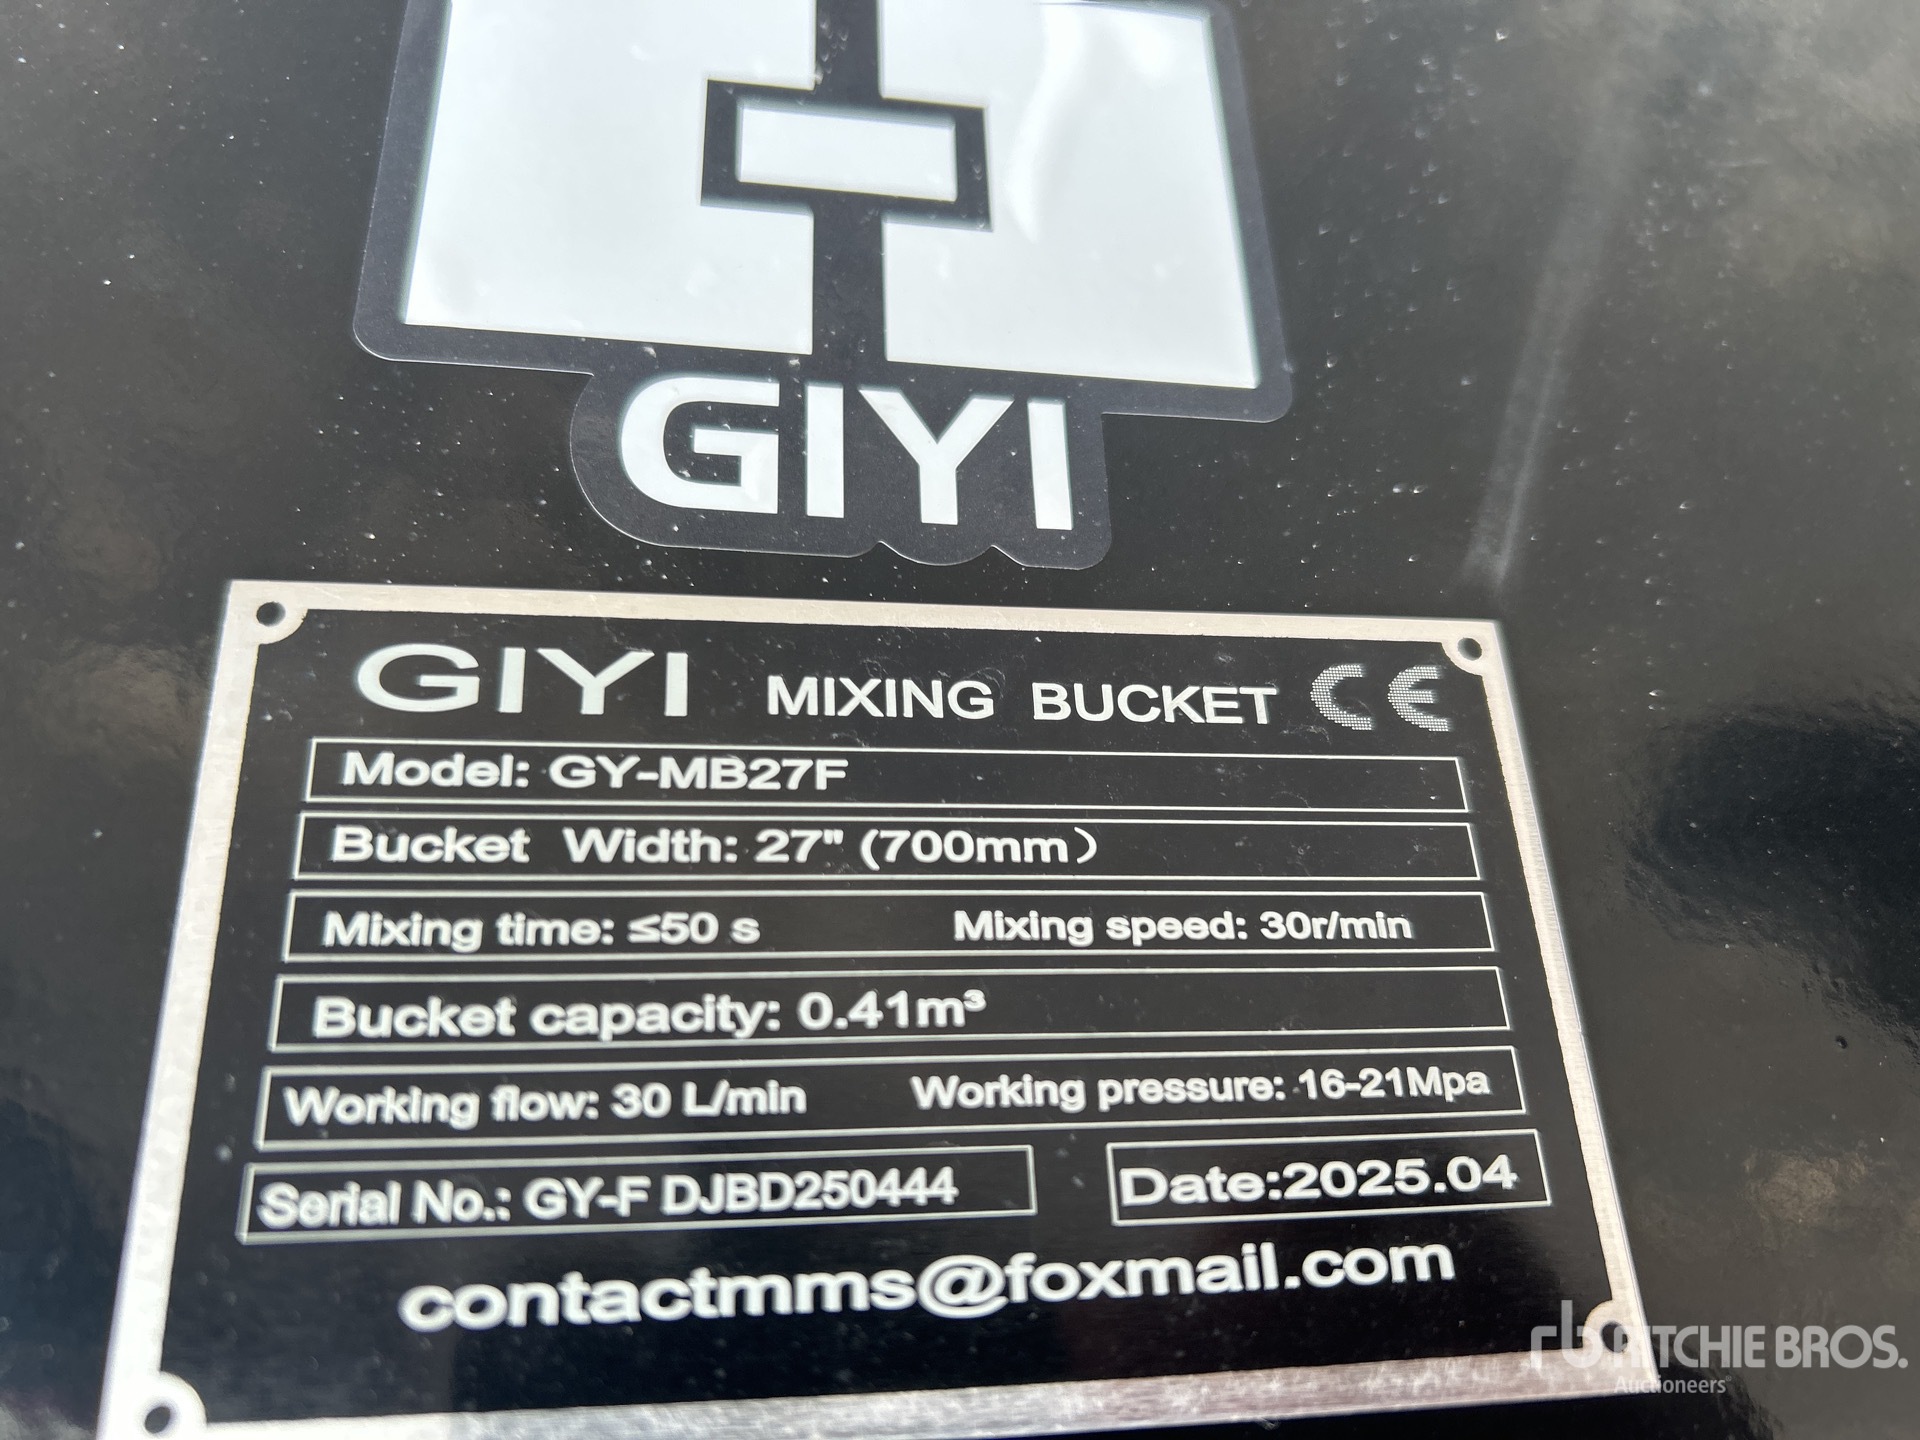 GIYI
GIYI MIXING BUCKET CE
Model: GY-MB27F
Bucket Width: 27" (700mm)
Mixing time: ≤50 s Mixing speed: 30r/min
Bucket capacity: 0.41m³
Working flow: 30 L/min Working pressure: 16-21Mpa
Serial No.: GY-F DJBD250444 Date:2025.04
contactmms@foxmail.com
rb RITCHIE BROS.
Auctioneers